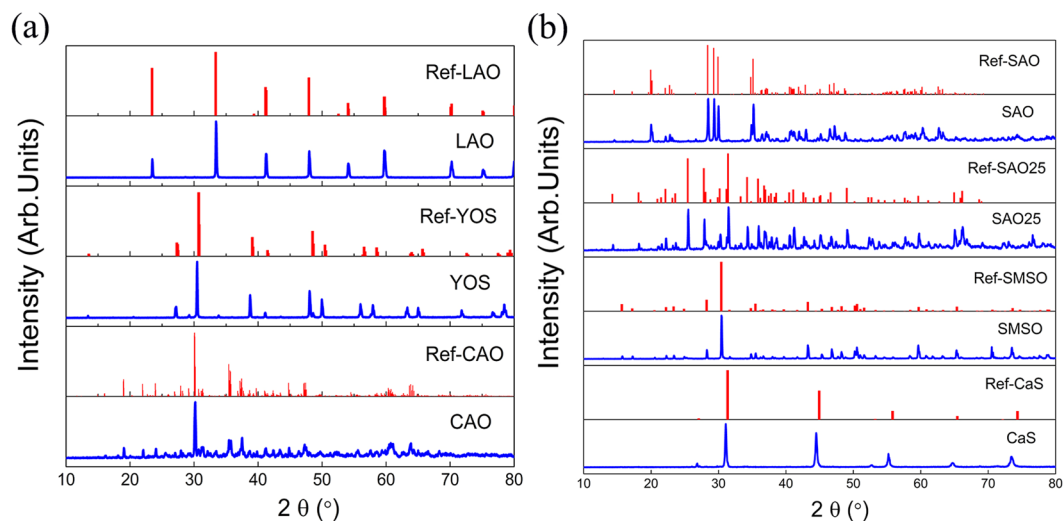 (a)
Intensity (Arb.Units)
Ref-LAO
LAO
Ref-YOS
YOS
Ref-CAO
CAO
10 20 30 40 50 60 70 80
2 θ (°)
(b)
Intensity (Arb.Units)
Ref-SAO
SAO
Ref-SAO25
SAO25
Ref-SMSO
SMSO
Ref-CaS
CaS
10 20 30 40 50 60 70 80
2 θ (°)